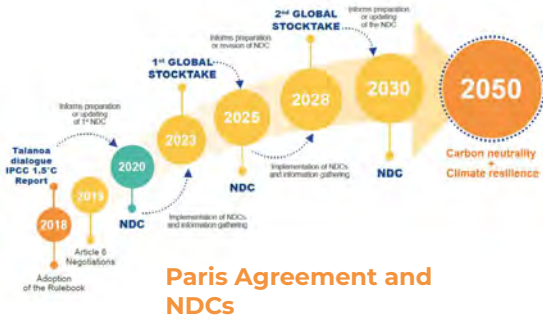 2nd GLOBAL
STOCKTAKE
Informs preparation
or updating
of the NDC
1st GLOBAL
STOCKTAKE
Informs preparation
or revision of NDC
Informs preparation
or updating
of 1st NDC
Talanoa
dialogue
IPCC 1.5°C
Report
2018
2019
2020
2023
2025
2028
2030
2050
Carbon neutrality
+
Climate resilience
NDC
NDC
NDC
Implementation of NDCs
and information gathering
Implementation of NDCs
and information gathering
Article 6
Negotiations
Adoption
of the Rulebook
Paris Agreement and
NDCs